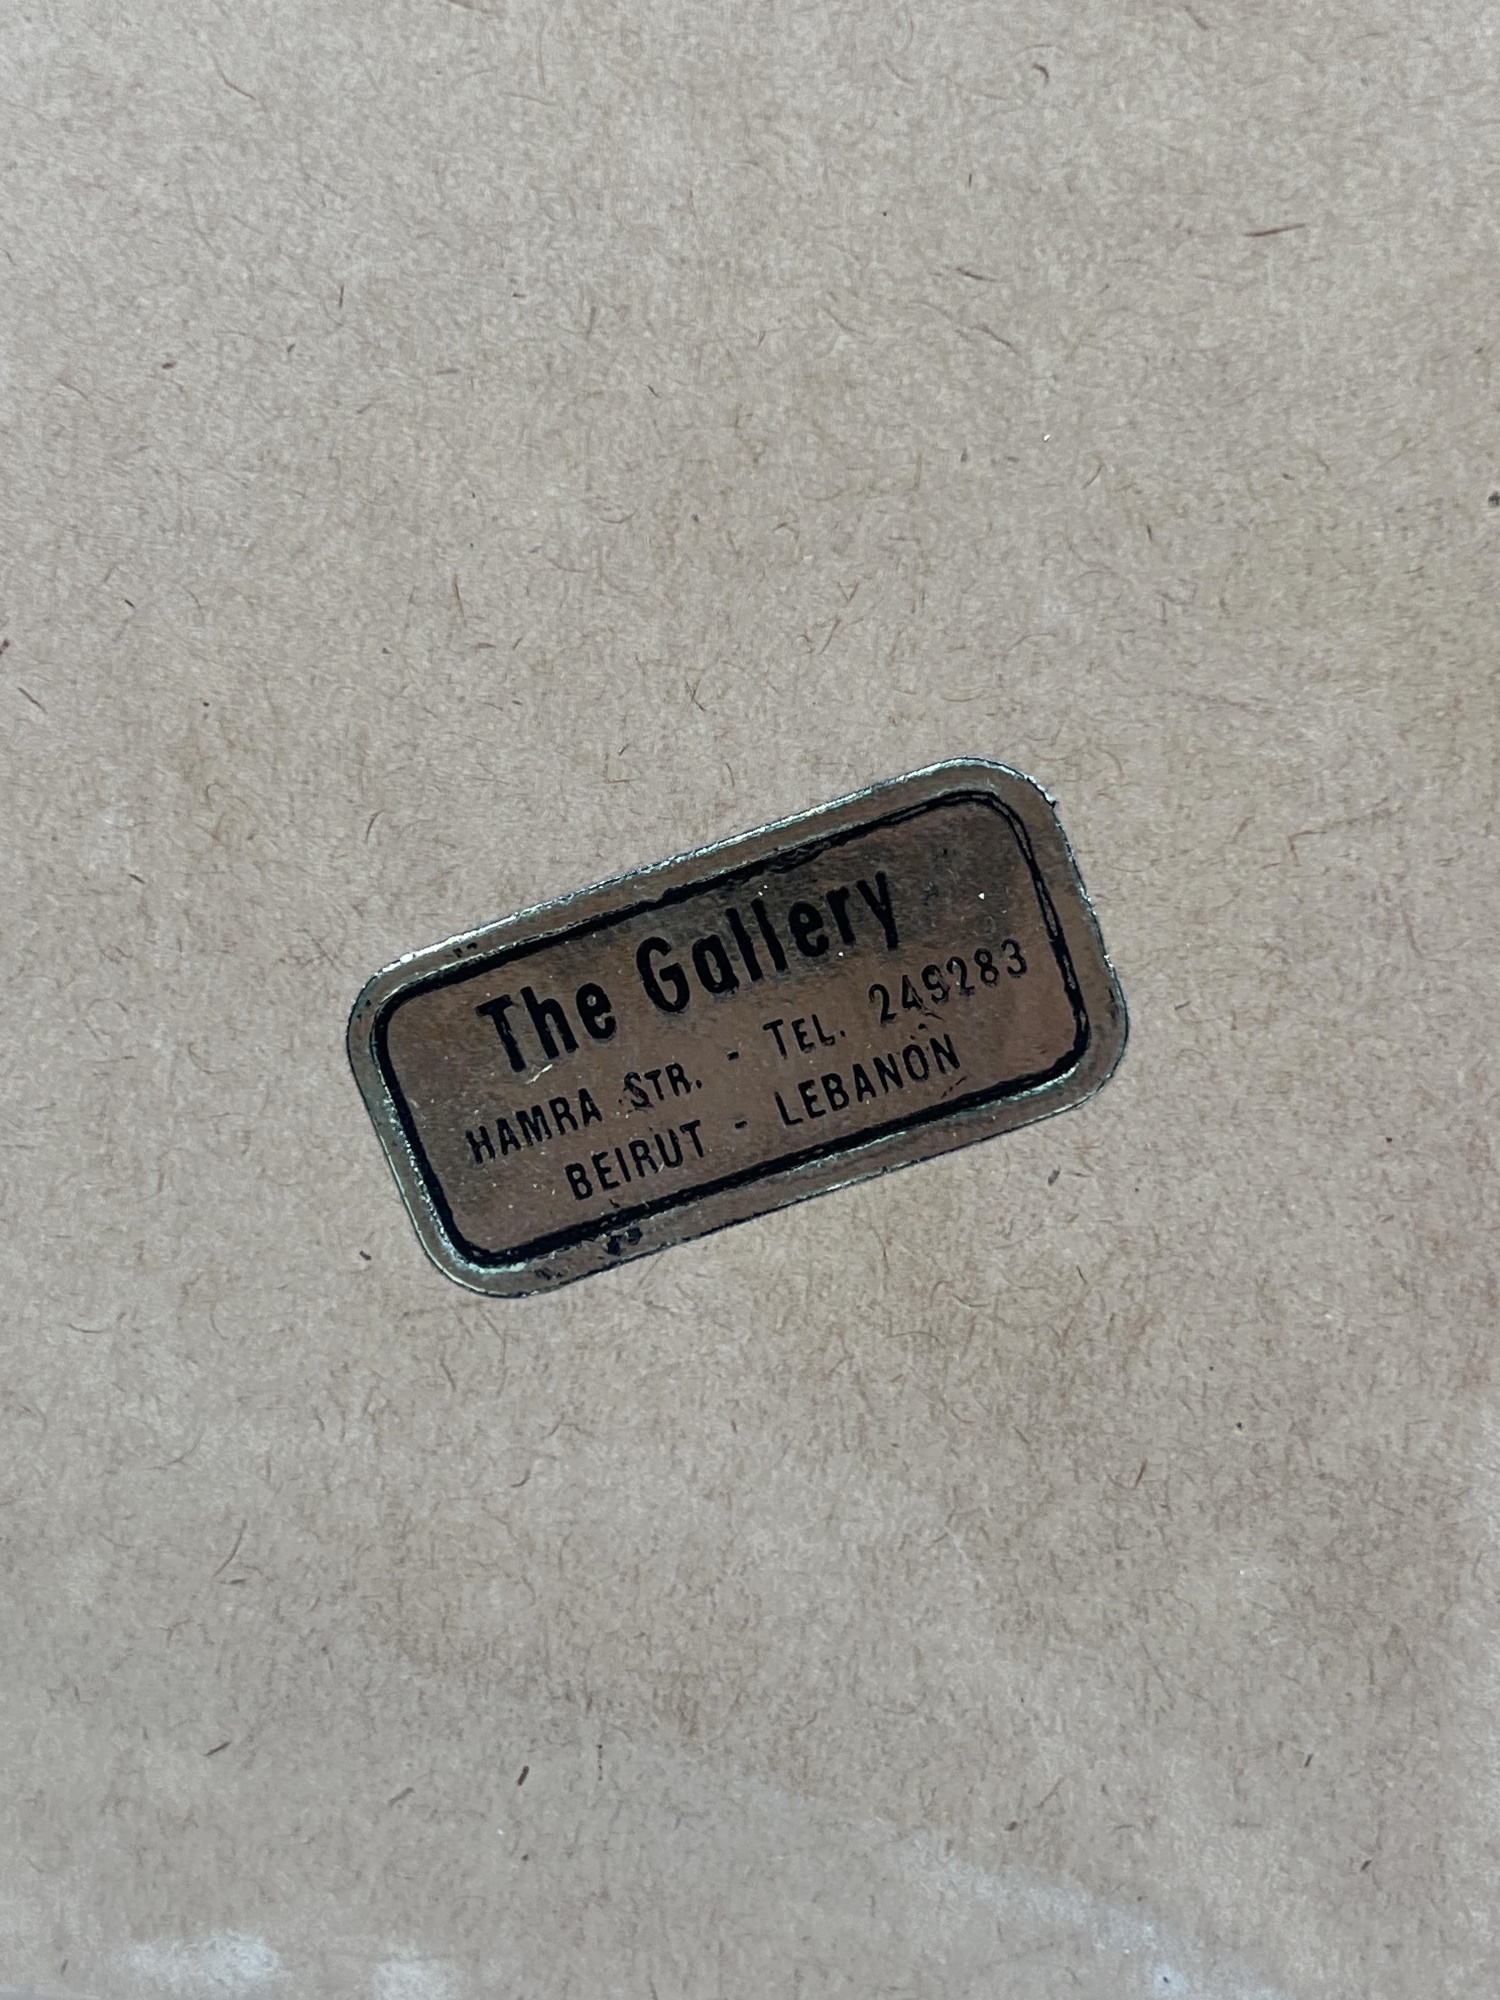 The Gallery
HAMRA STR. - TEL. 249283
BEIRUT - LEBANON